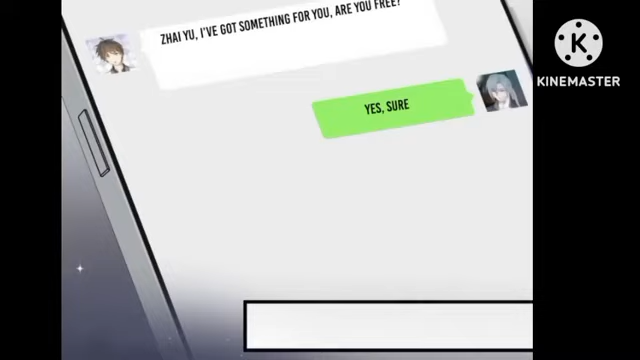 ZHAI YU, I'VE GOT SOMETHING FOR YOU, ARE YOU FREE?
YES, SURE
K
KINEMASTER